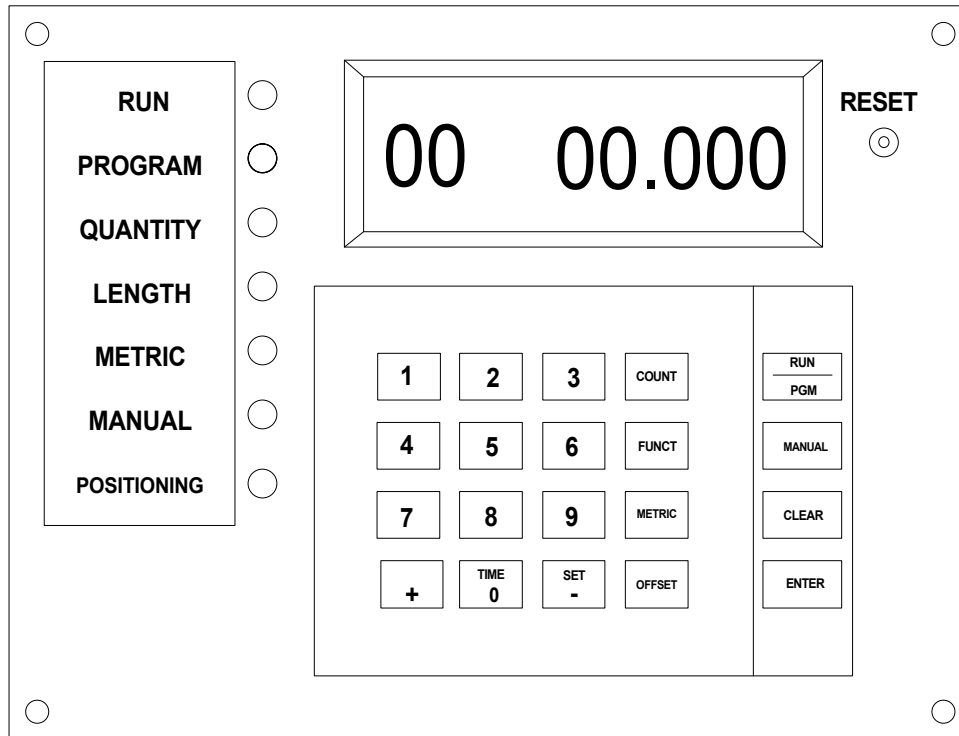 RUN
PROGRAM
QUANTITY
LENGTH
METRIC
MANUAL
POSITIONING
00 00.000
RESET
1 2 3 COUNT
4 5 6 FUNCT
7 8 9 METRIC
+ TIME 0 SET - OFFSET
RUN
PGM
MANUAL
CLEAR
ENTER